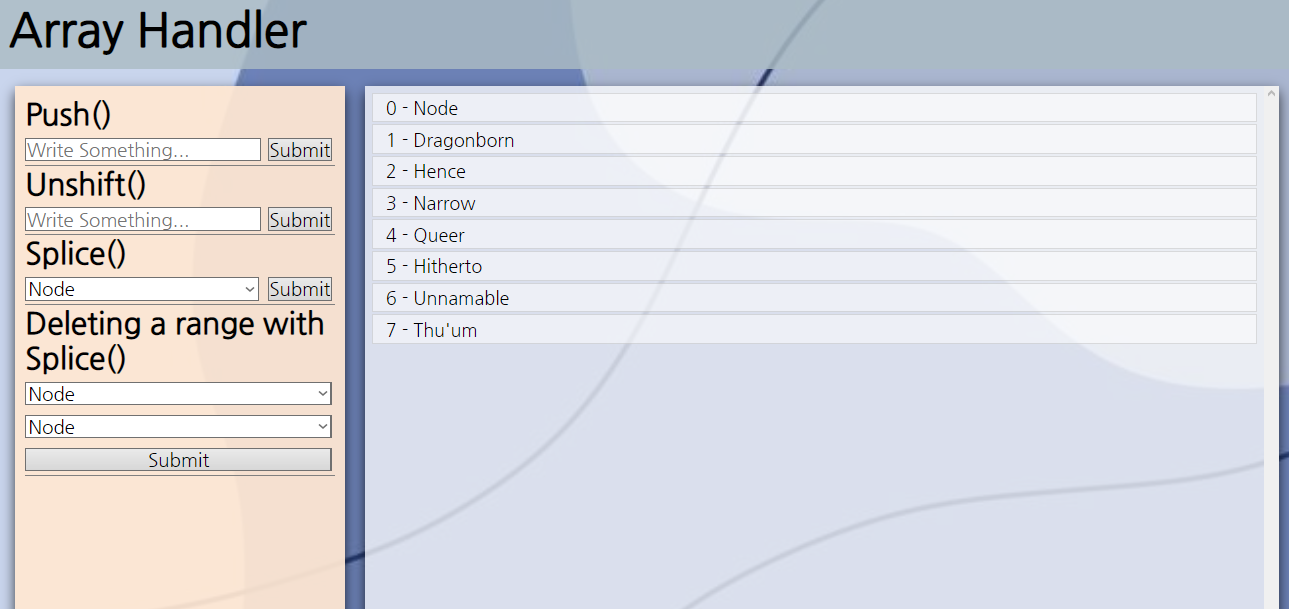 Array Handler
Push()
Write Something...
Submit
Unshift()
Write Something...
Submit
Splice()
Node
Submit
Deleting a range with
Splice()
Node
Node
Submit
0 - Node
1 - Dragonborn
2 - Hence
3 - Narrow
4 - Queer
5 - Hitherto
6 - Unnamable
7 - Thu'um